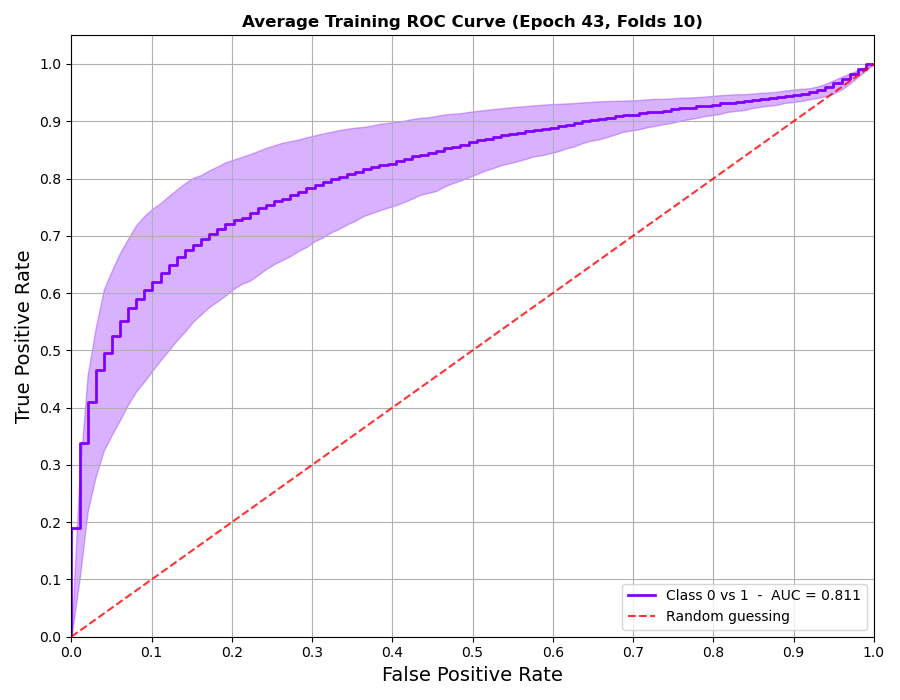 Average Training ROC Curve (Epoch 43, Folds 10)
True Positive Rate
1.0
0.9
0.8
0.7
0.6
0.5
0.4
0.3
0.2
0.1
0.0
Class 0 vs 1 - AUC = 0.811
Random guessing
0.0 0.1 0.2 0.3 0.4 0.5 0.6 0.7 0.8 0.9 1.0
False Positive Rate